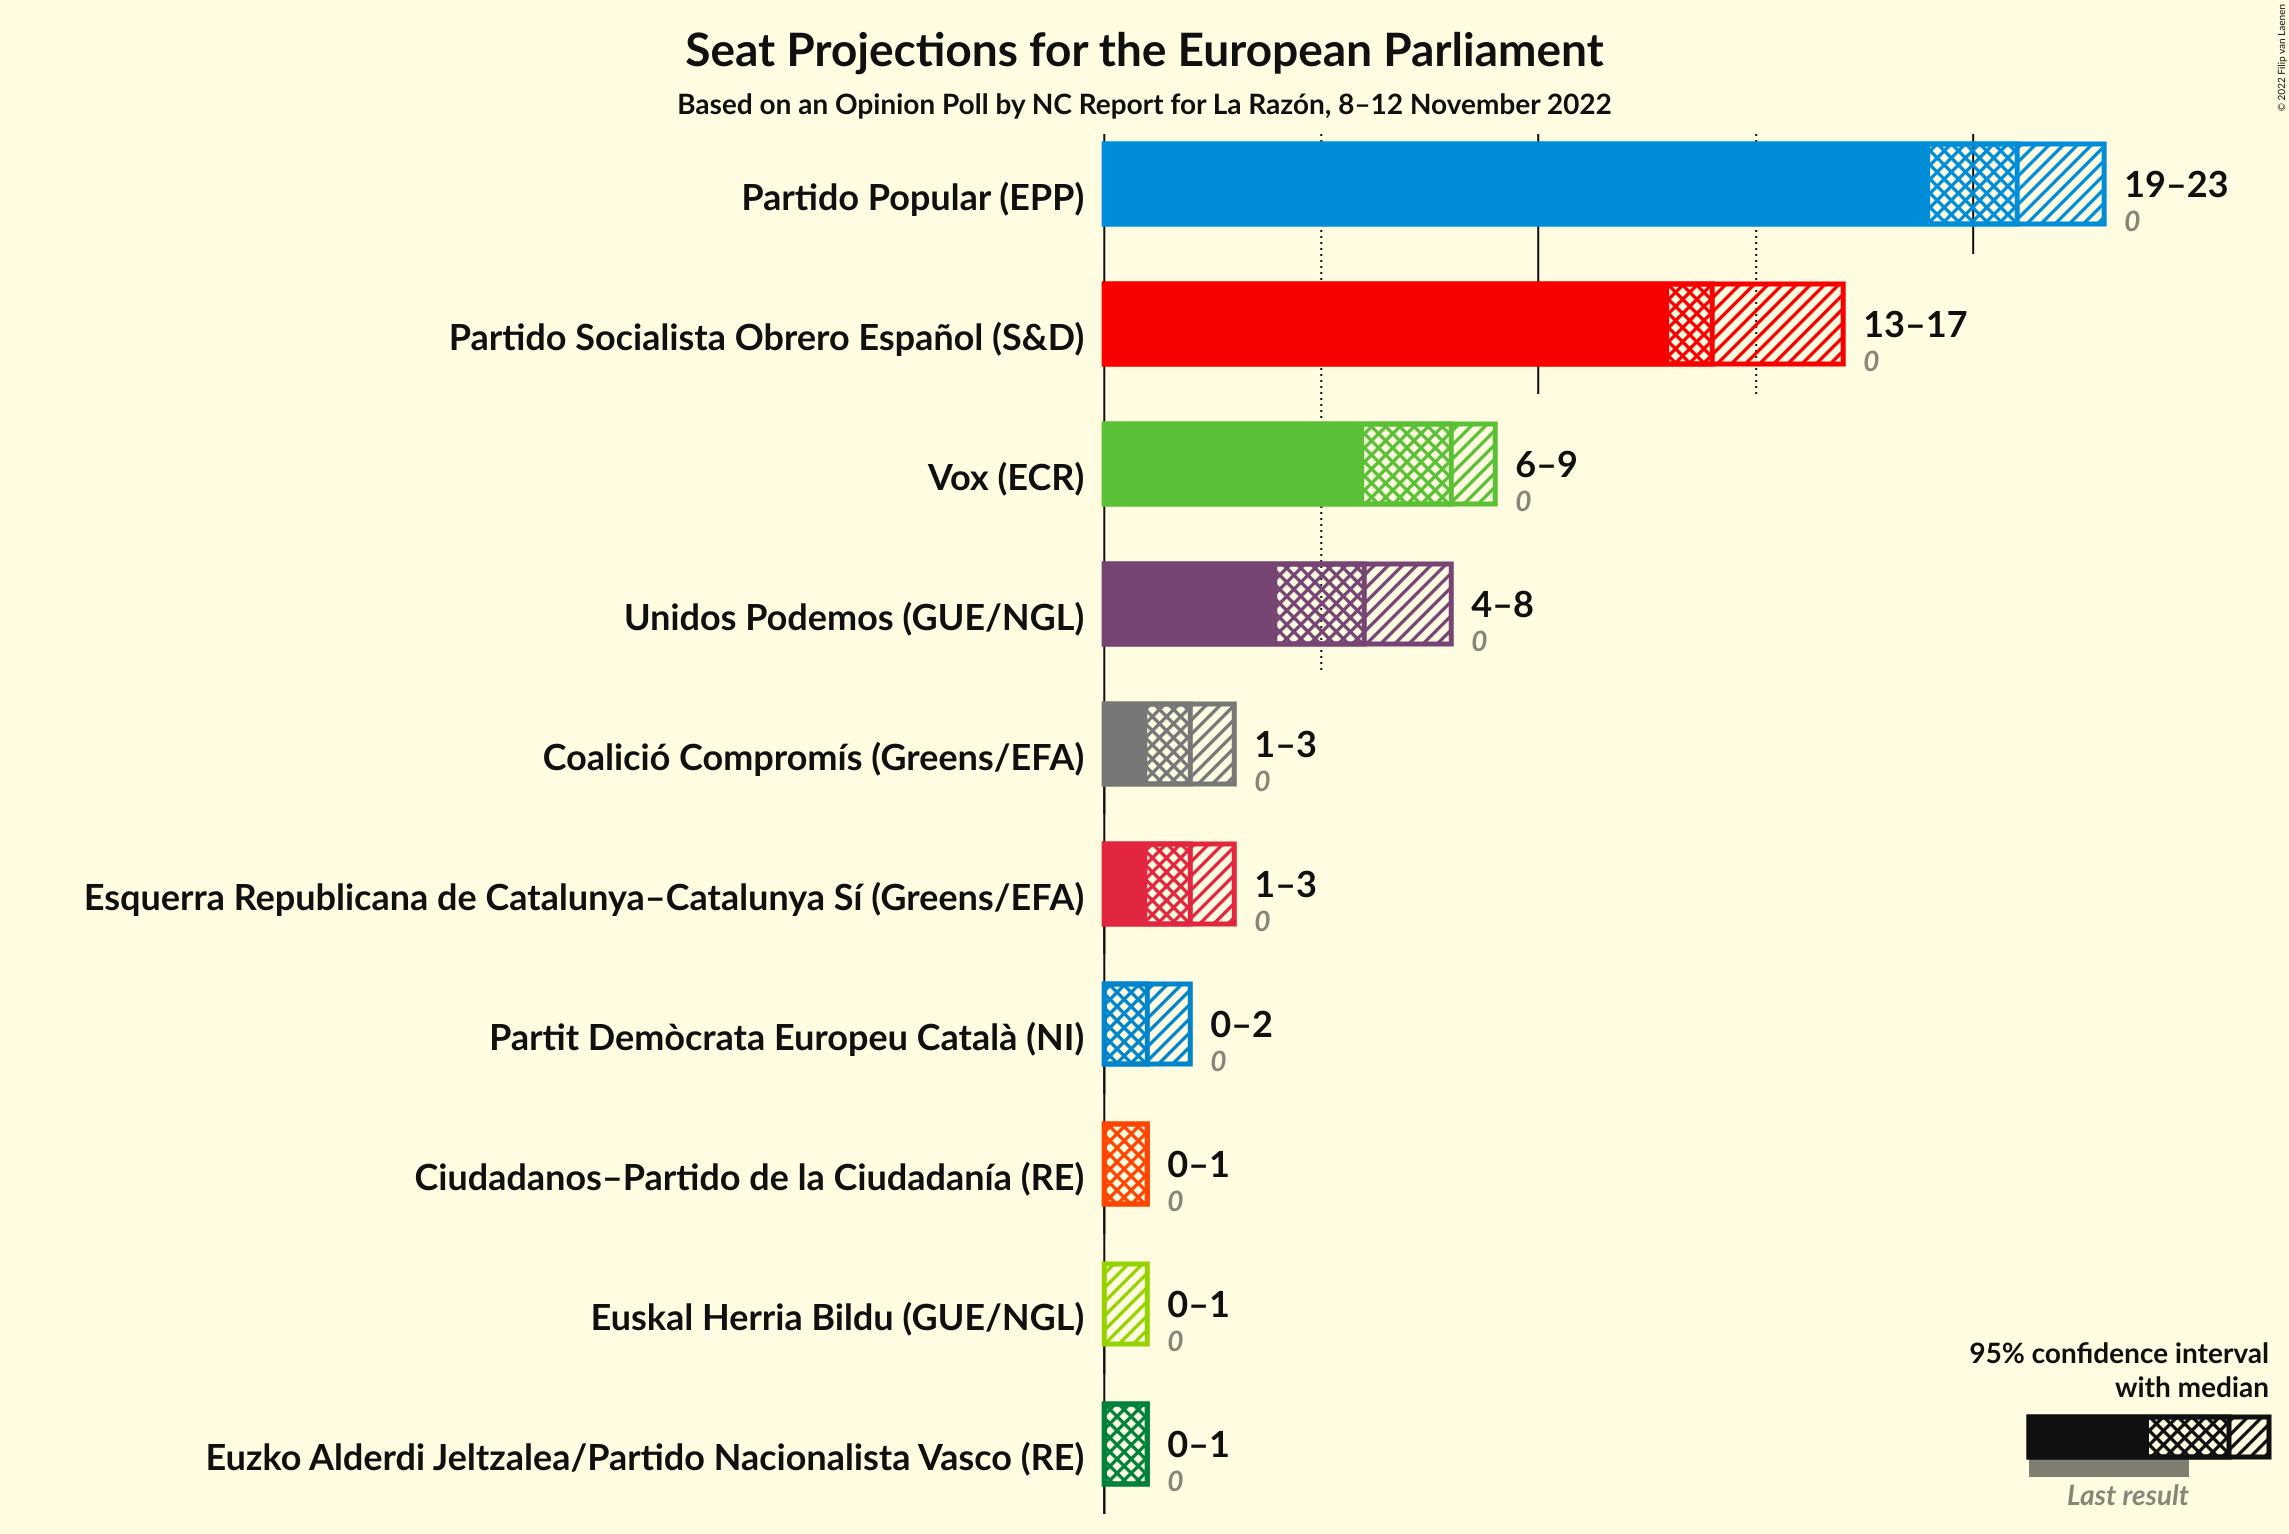 Seat Projections for the European Parliament
Based on an Opinion Poll by NC Report for La Razón, 8–12 November 2022
© 2022 Filip van Laenen
Partido Popular (EPP)
19–23
0
Partido Socialista Obrero Español (S&D)
13–17
0
Vox (ECR)
6–9
0
Unidos Podemos (GUE/NGL)
4–8
0
Coalició Compromís (Greens/EFA)
1–3
0
Esquerra Republicana de Catalunya–Catalunya Sí (Greens/EFA)
1–3
0
Partit Demòcrata Europeu Català (NI)
0–2
0
Ciudadanos–Partido de la Ciudadanía (RE)
0–1
0
Euskal Herria Bildu (GUE/NGL)
0–1
0
Euzko Alderdi Jeltzalea/Partido Nacionalista Vasco (RE)
0–1
0
95% confidence interval
with median
Last result